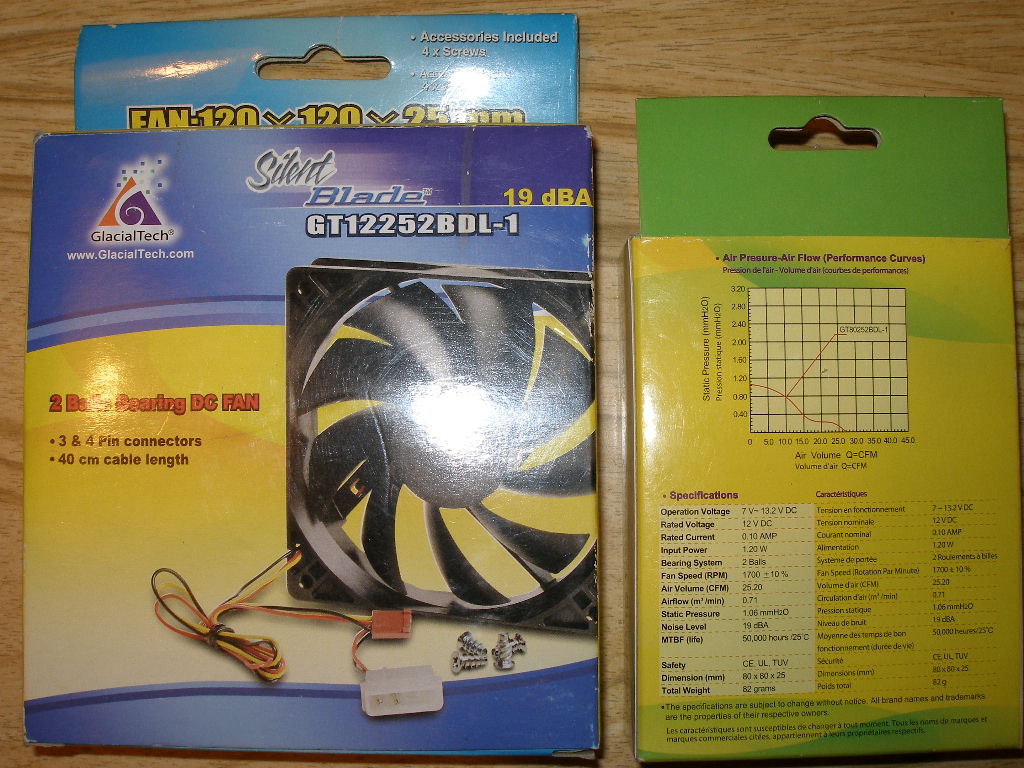 • Accessories Included
4 x Screws
FAN-120 x 120 x 25 mm
Silent
Blade™
19 dBA
GT12252BDL-1
GlacialTech®
www.GlacialTech.com
2 Balls Bearing DC FAN
• 3 & 4 Pin connectors
• 40 cm cable length
• Air Presure-Air Flow (Performance Curves)
Pression de l'air - Volume d'air (courbes de performances)
Static Pressure (mmH2O)
Pression statique (mmH2O)
3.20
2.80
2.40
2.00
1.60
1.20
0.80
0.40
GT80252BDL-1
0 5.0 10.0 15.0 20.0 25.0 30.0 35.0 40.0 45.0
Air Volume Q=CFM
Volume d'air Q=CFM
• Specifications
Operation Voltage 7 V~ 13.2 V DC
Rated Voltage 12 V DC
Rated Current 0.10 AMP
Input Power 1.20 W
Bearing System 2 Balls
Fan Speed (RPM) 1700 ± 10 %
Air Volume (CFM) 25.20
Airflow (m³ /min) 0.71
Static Pressure 1.06 mmH2O
Noise Level 19 dBA
MTBF (life) 50,000 hours /25°C
Safety CE, UL, TUV
Dimension (mm) 80 x 80 x 25
Total Weight 82 grams
Caractéristiques
Tension en fonctionnement 7 ~ 13.2 V DC
Tension nominale 12 V DC
Courant nominal 0.10 AMP
Alimentation 1.20 W
Systeme de portée 2 Roulements à billes
Fan Speed (Rotation Par Minute) 1700 ± 10 %
Volume d'air (CFM) 25.20
Circulation d'air (m³ /min) 0.71
Pression statique 1.06 mmH2O
Niveau de bruit 19 dBA
Moyenne des temps de bon 50,000 heures/25°C
fonctionnement (durée de vie)
Sécurité CE, UL, TUV
Dimensions (mm) 80 x 80 x 25
Poids total 82 g
•The specifications are subject to change without notice. All brand names and trademarks
are the properties of their respective owners.
Les caractéristiques sont susceptibles de changer à tout moment. Tous les noms de marques et
marques commerciales citées, appartiennent à leurs propriétaires respectifs.